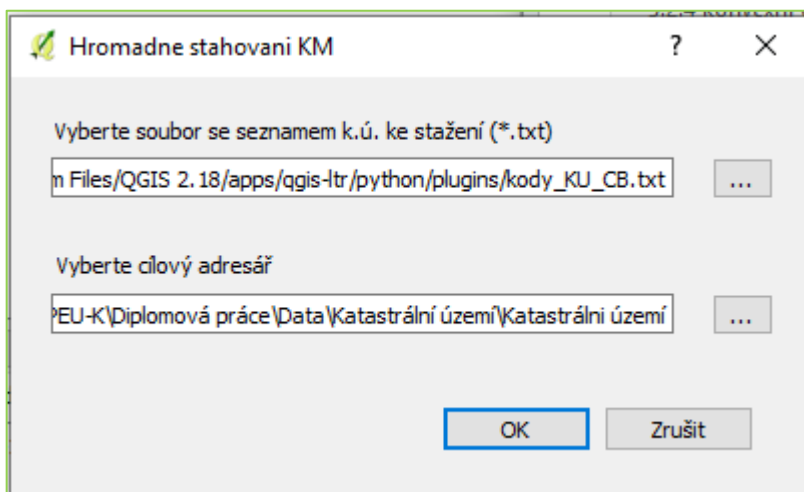 Hromadne stahovani KM ?
Vyberte soubor se seznamem k.ú. ke stažení (*.txt)
m Files/QGIS 2.18/apps/qgis-ltr/python/plugins/kody_KU_CB.txt ...
Vyberte cílový adresář
PEU-K\Diplomová práce\Data\Katastrální území\Katastrálni území ...
OK Zrušit